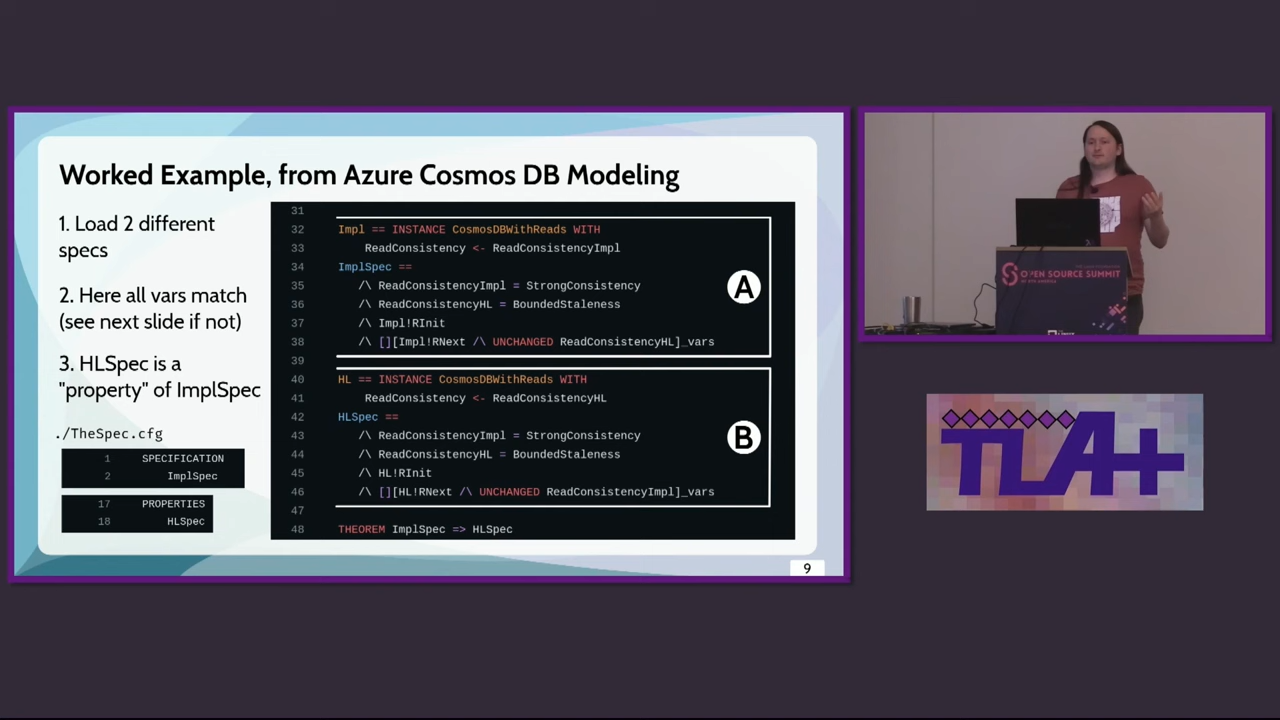 Worked Example, from Azure Cosmos DB Modeling
1. Load 2 different
specs
2. Here all vars match
(see next slide if not)
3. HLSpec is a
"property" of ImplSpec
./TheSpec.cfg
1 SPECIFICATION
2 ImplSpec
17 PROPERTIES
18 HLSpec
31
32 Impl == INSTANCE CosmosDBWithReads WITH
33 ReadConsistency <- ReadConsistencyImpl
34 ImplSpec ==
35 /\ ReadConsistencyImpl = StrongConsistency
36 /\ ReadConsistencyHL = BoundedStaleness
37 /\ Impl!RInit
38 /\ [][Impl!RNext /\ UNCHANGED ReadConsistencyHL]_vars
39
A
40 HL == INSTANCE CosmosDBWithReads WITH
41 ReadConsistency <- ReadConsistencyHL
42 HLSpec ==
43 /\ ReadConsistencyImpl = StrongConsistency
44 /\ ReadConsistencyHL = BoundedStaleness
45 /\ HL!RInit
46 /\ [][HL!RNext /\ UNCHANGED ReadConsistencyImpl]_vars
47
B
48 THEOREM ImplSpec => HLSpec
9
OPEN SOURCE SUMMIT
TLA+